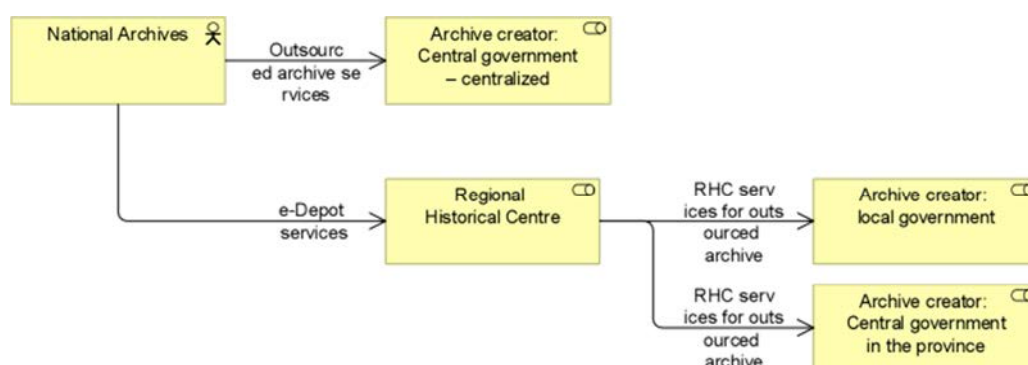 National Archives
Outsourc
ed archive se
rvices
Archive creator:
Central government
– centralized
e-Depot
services
Regional
Historical Centre
RHC serv
ices for outs
ourced
archive
Archive creator:
local government
RHC serv
ices for outs
ourced
archive
Archive creator:
Central government
in the province